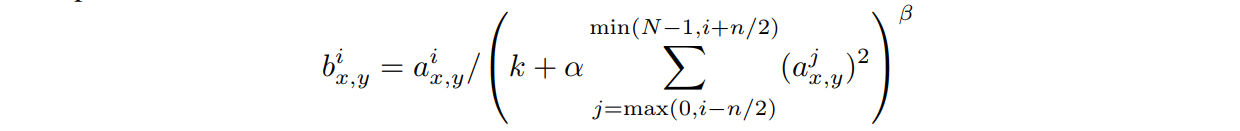 b^i_{x,y} = a^i_{x,y} / \left( k + \alpha \sum_{j=\max(0,i-n/2)}^{\min(N-1,i+n/2)} (a^j_{x,y})^2 \right)^\beta